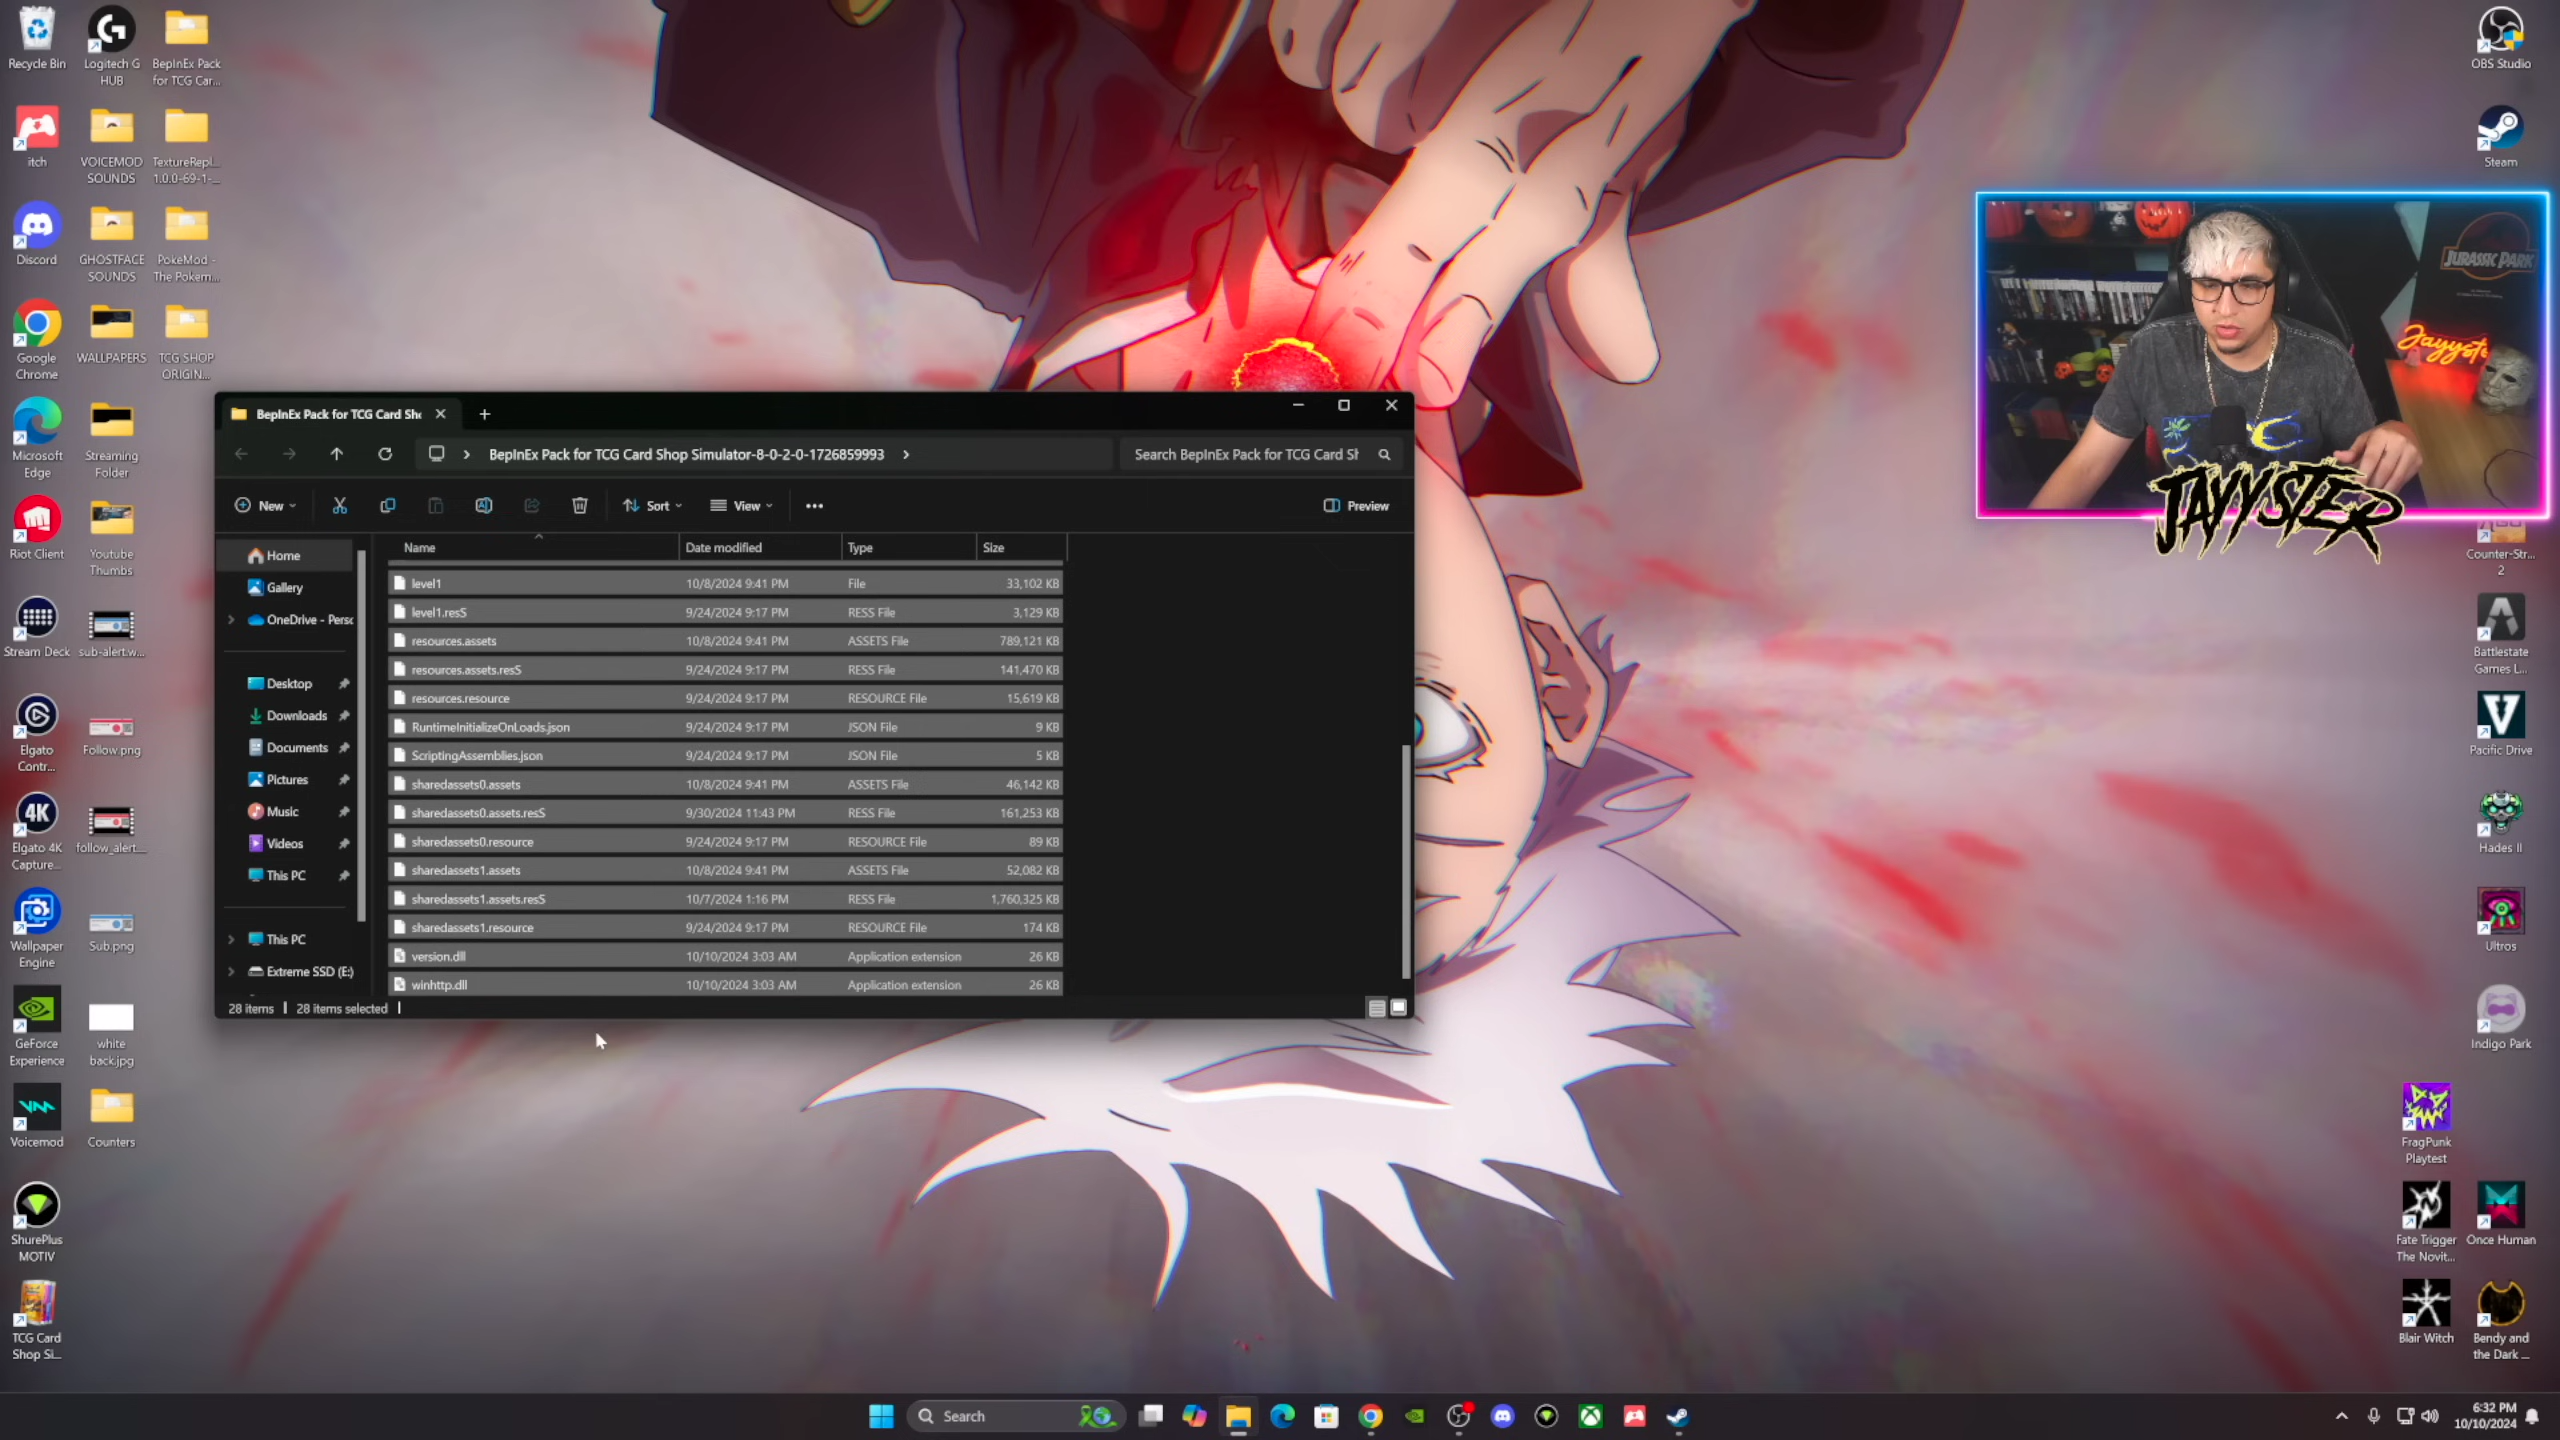 Recycle Bin
Logitech G
HUB
BepInEx Pack
for TCG Car...
itch
VOICEMOD
SOUNDS
TextureRepl...
1.0.0-69-1-...
Discord
GHOSTFACE
SOUNDS
PokeMod -
The Pokem...
Google
Chrome
WALLPAPERS
TCG SHOP
ORIGIN...
Microsoft
Edge
Streaming
Folder
Riot Client
Youtube
Thumbs
Stream Deck
sub-alert.w...
Elgato
Contr...
Follow.png
4K
Elgato 4K
Capture...
follow_alert....
Wallpaper
Engine
Sub.png
GeForce
Experience
white
back.jpg
Voicemod
Counters
ShurePlus
MOTIV
TCG Card
Shop Si...
BepInEx Pack for TCG Card Sho
BepInEx Pack for TCG Card Shop Simulator-8-0-2-0-1726859993
Search BepInEx Pack for TCG Card Sh
New
Sort
View
Preview
Name Date modified Type Size
Home
Gallery
OneDrive - Perso
Desktop
Downloads
Documents
Pictures
Music
Videos
This PC
This PC
Extreme SSD (E:)
level1 10/8/2024 9:41 PM File 33,102 KB
level1.resS 9/24/2024 9:17 PM RESS File 3,129 KB
resources.assets 10/8/2024 9:41 PM ASSETS File 789,121 KB
resources.assets.resS 9/24/2024 9:17 PM RESS File 141,470 KB
resources.resource 9/24/2024 9:17 PM RESOURCE File 15,619 KB
RuntimeInitializeOnLoads.json 9/24/2024 9:17 PM JSON File 9 KB
ScriptingAssemblies.json 9/24/2024 9:17 PM JSON File 5 KB
sharedassets0.assets 10/8/2024 9:41 PM ASSETS File 46,142 KB
sharedassets0.assets.resS 9/30/2024 11:43 PM RESS File 161,253 KB
sharedassets0.resource 9/24/2024 9:17 PM RESOURCE File 89 KB
sharedassets1.assets 10/8/2024 9:41 PM ASSETS File 52,082 KB
sharedassets1.assets.resS 10/7/2024 1:16 PM RESS File 1,760,325 KB
sharedassets1.resource 9/24/2024 9:17 PM RESOURCE File 174 KB
version.dll 10/10/2024 3:03 AM Application extension 26 KB
winhttp.dll 10/10/2024 3:03 AM Application extension 26 KB
28 items 28 items selected
OBS Studio
Steam
JURASSIC PARK
Jayyste
JAYYSTER
Counter-Str...
2
Battlestate
Games L...
Pacific Drive
Hades II
Ultros
Indigo Park
FragPunk
Playtest
Fate Trigger
The Novit...
Once Human
Blair Witch
Bendy and
the Dark ...
Search
6:32 PM
10/10/2024